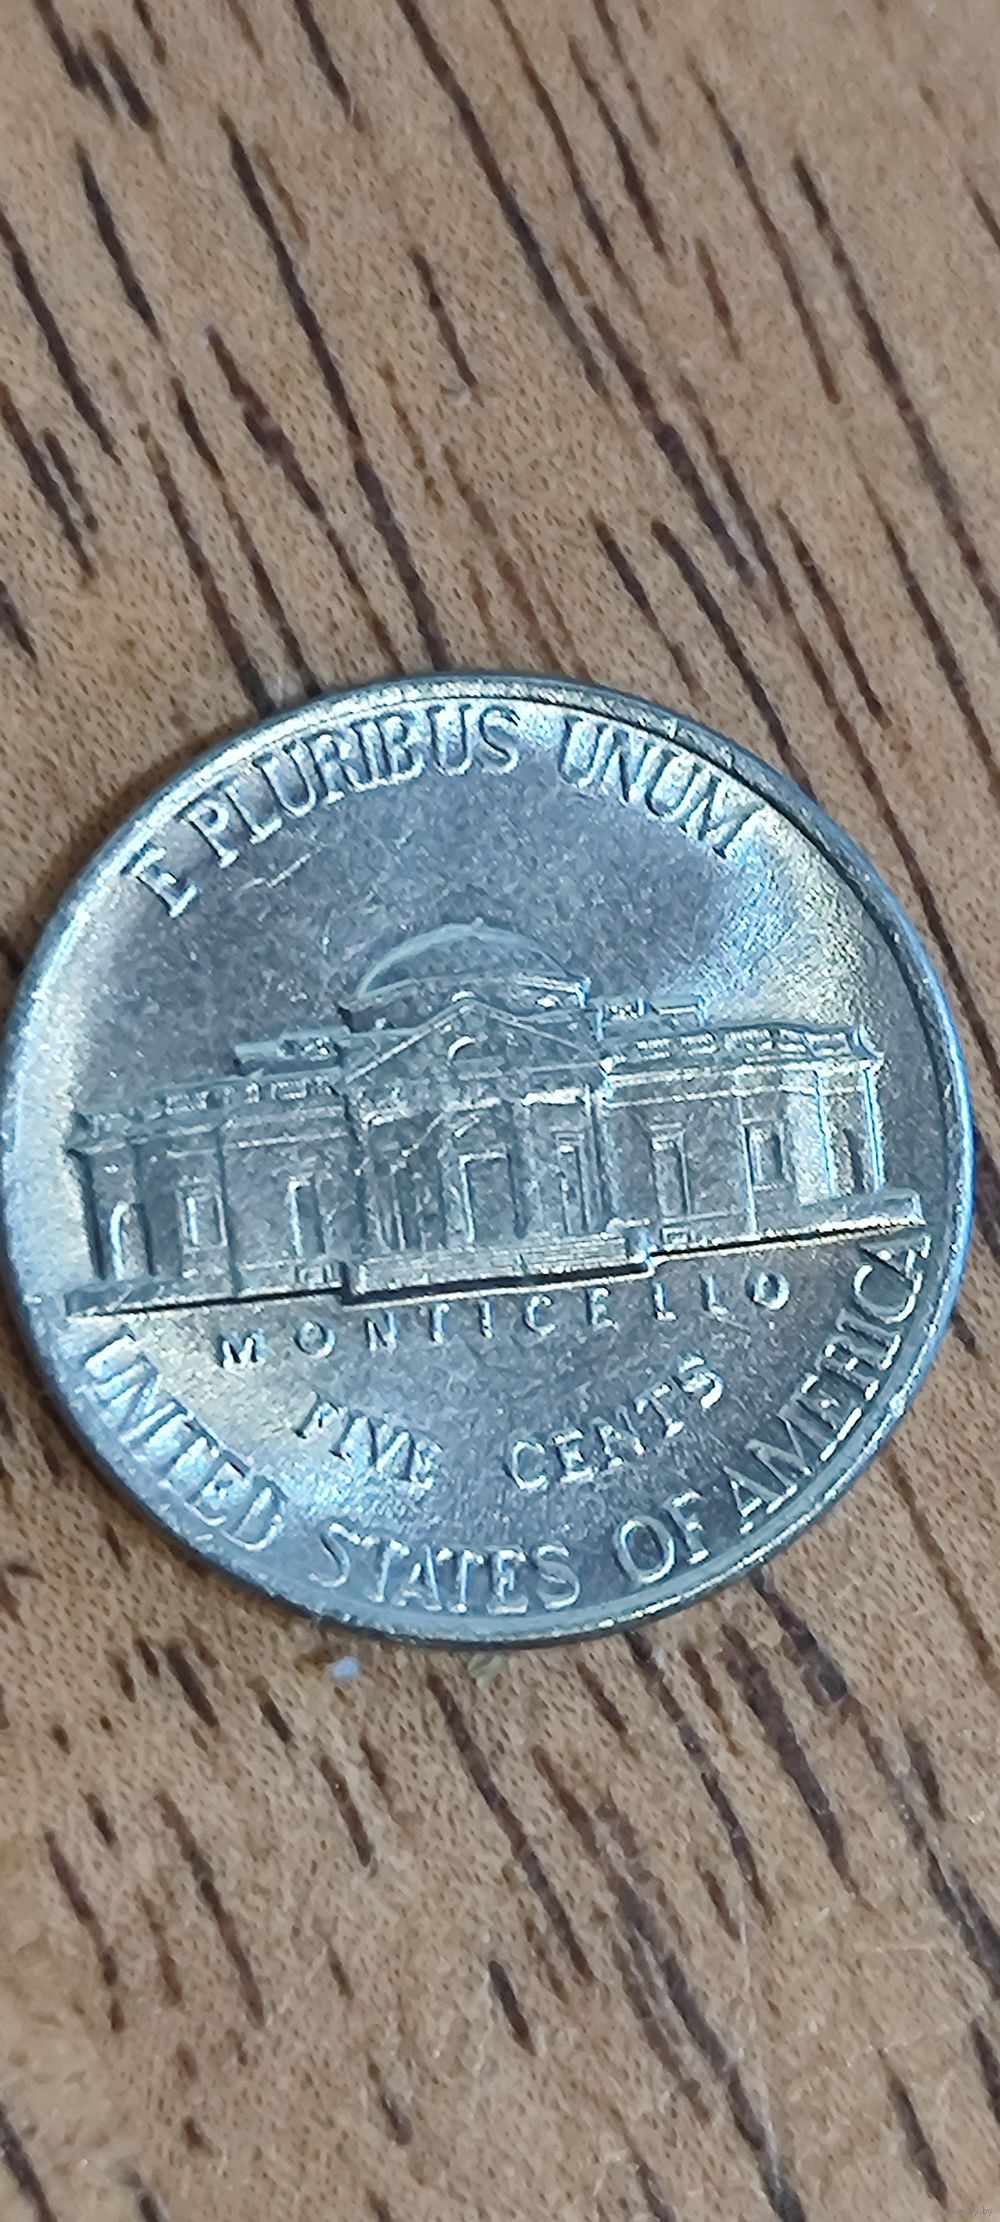 E PLURIBUS UNUM
MONTICELLO
FIVE CENTS
UNITED STATES OF AMERICA